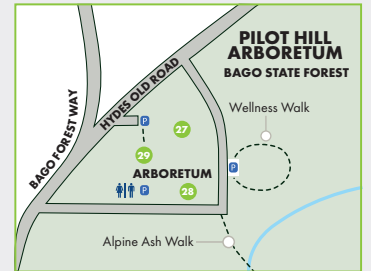 PILOT HILL
ARBORETUM
BAGO STATE FOREST
Wellness Walk
HYDES OLD ROAD
BAGO FOREST WAY
P
27
29
ARBORETUM
P
P
28
Alpine Ash Walk